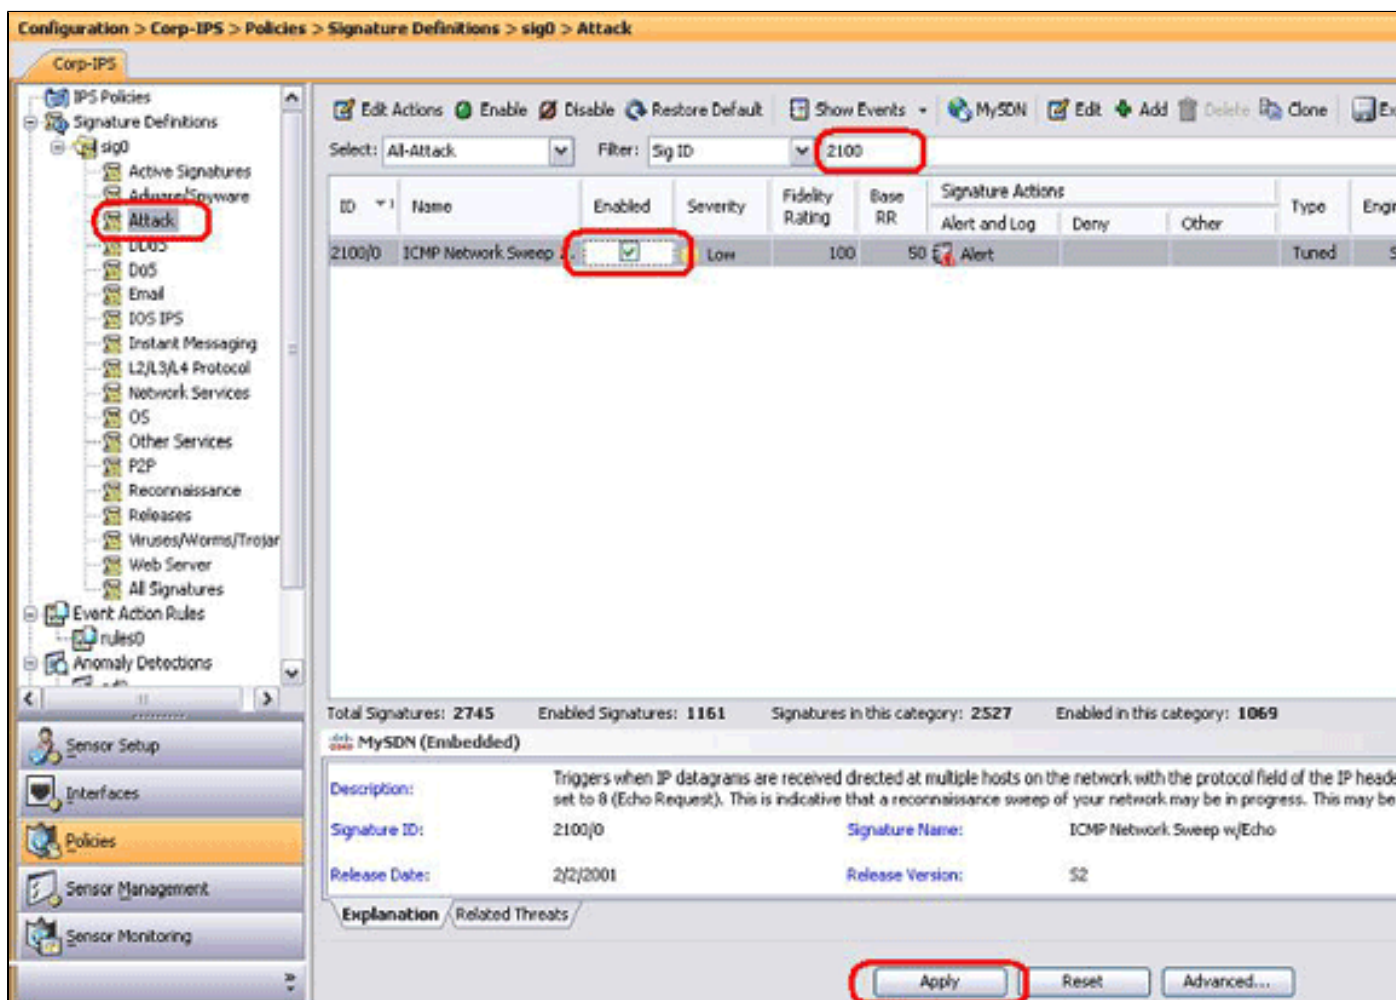 Configuration > Corp-IPS > Policies > Signature Definitions > sig0 > Attack
Corp-IPS
IPS Policies
Signature Definitions
sig0
Active Signatures
Adware/Spyware
Attack
DDoS
DoS
Email
IOS IPS
Instant Messaging
L2/L3/L4 Protocol
Network Services
OS
Other Services
P2P
Reconnaissance
Releases
Viruses/Worms/Trojan
Web Server
All Signatures
Event Action Rules
rules0
Anomaly Detections
Sensor Setup
Interfaces
Policies
Sensor Management
Sensor Monitoring
Edit Actions Enable Disable Restore Default Show Events MySDN Edit Add Delete Clone
Select: All-Attack Filter: Sig ID 2100
ID Name Enabled Severity Fidelity Rating Base RR Signature Actions Type
Alert and Log Deny Other
2100/0 ICMP Network Sweep Low 100 50 Alert Tuned S
Total Signatures: 2745 Enabled Signatures: 1161 Signatures in this category: 2527 Enabled in this category: 1069
cisco MySDN (Embedded)
Description: Triggers when IP datagrams are received directed at multiple hosts on the network with the protocol field of the IP heade
set to 8 (Echo Request). This is indicative that a reconnaissance sweep of your network may be in progress. This may be
Signature ID: 2100/0 Signature Name: ICMP Network Sweep w/Echo
Release Date: 2/2/2001 Release Version: S2
Explanation Related Threats
Apply Reset Advanced...